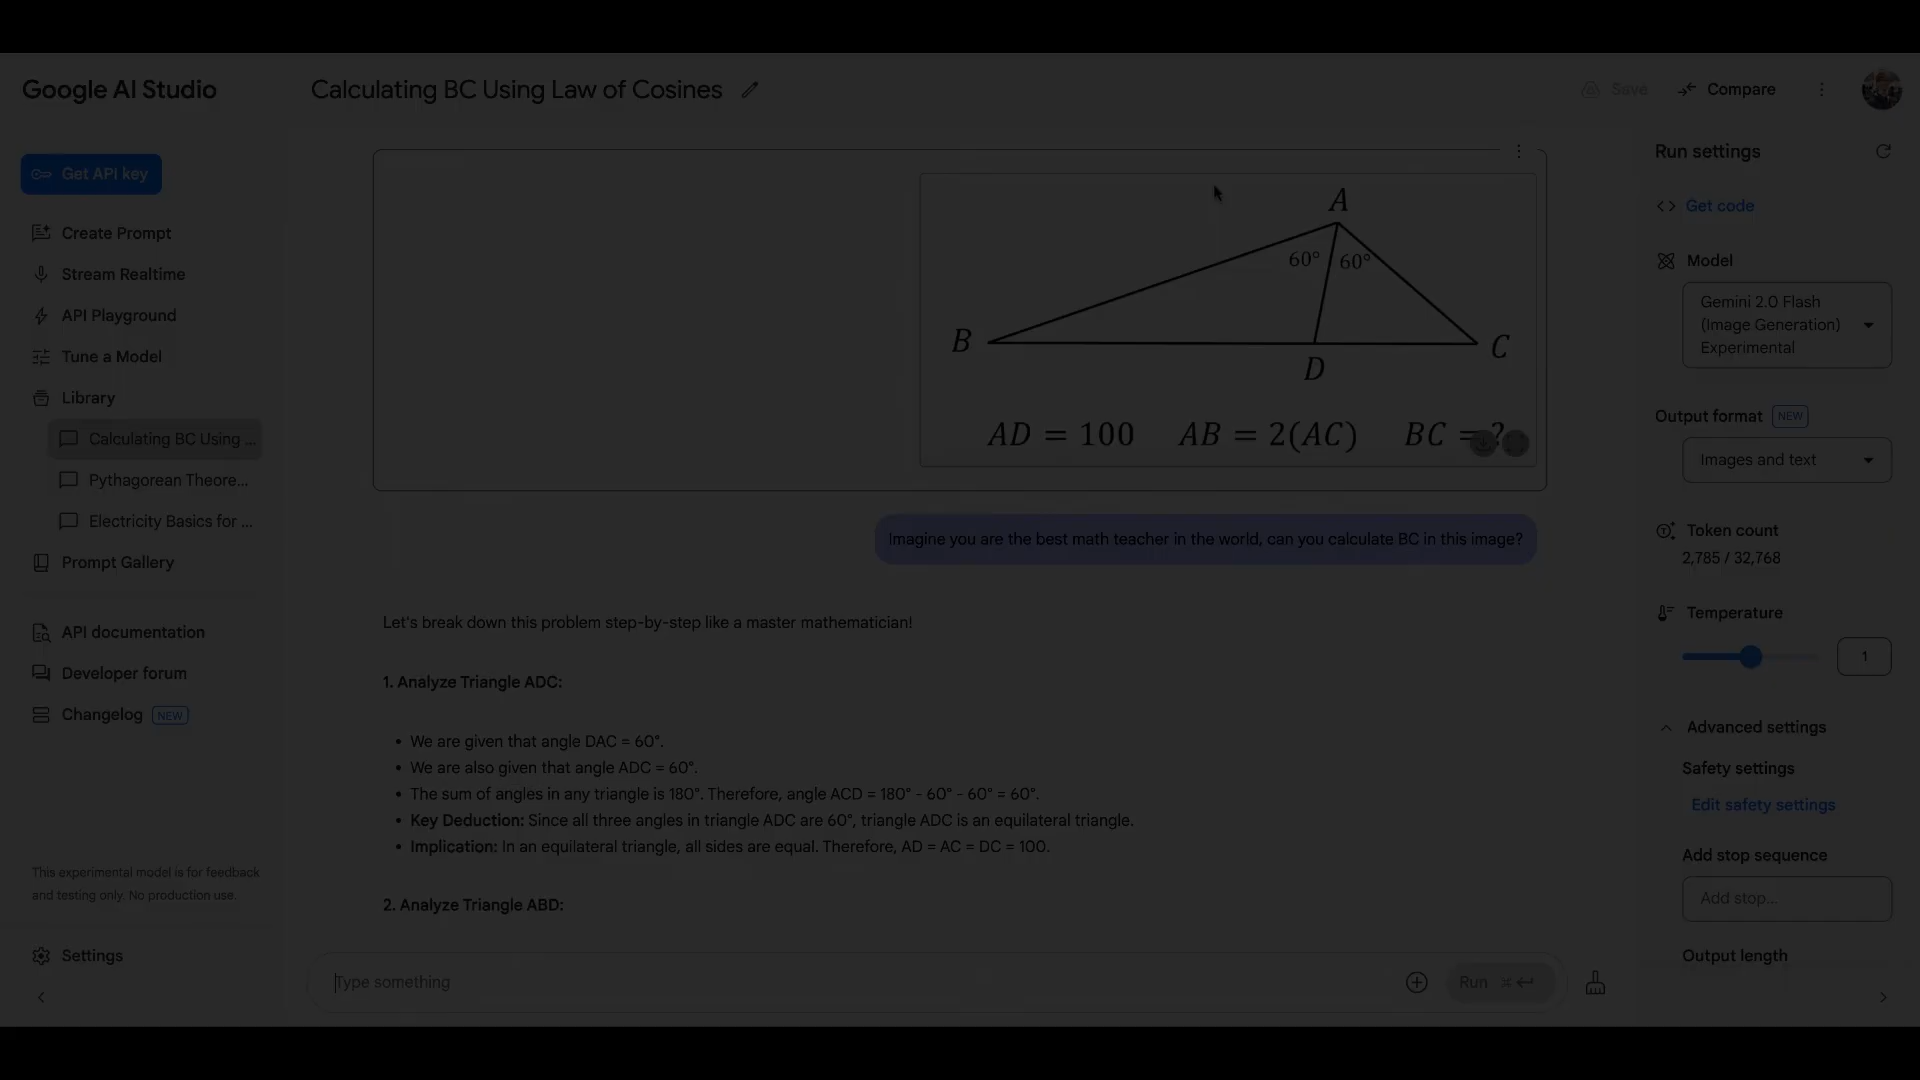 Google AI Studio
Calculating BC Using Law of Cosines
Save
Compare
Get API key
Create Prompt
Stream Realtime
API Playground
Tune a Model
Library
Calculating BC Using ...
Pythagorean Theore...
Electricity Basics for ...
Prompt Gallery
API documentation
Developer forum
Changelog NEW
This experimental model is for feedback
and testing only. No production use.
Settings
A
60° 60°
B
C
D
AD = 100 AB = 2(AC) BC = ?
Imagine you are the best math teacher in the world, can you calculate BC in this image?
Let's break down this problem step-by-step like a master mathematician!
1. Analyze Triangle ADC:
• We are given that angle DAC = 60°.
• We are also given that angle ADC = 60°.
• The sum of angles in any triangle is 180°. Therefore, angle ACD = 180° - 60° - 60° = 60°.
• Key Deduction: Since all three angles in triangle ADC are 60°, triangle ADC is an equilateral triangle.
• Implication: In an equilateral triangle, all sides are equal. Therefore, AD = AC = DC = 100.
2. Analyze Triangle ABD:
Type something
Run
Run settings
Get code
Model
Gemini 2.0 Flash
(Image Generation)
Experimental
Output format NEW
Images and text
Token count
2,785 / 32,768
Temperature
1
Advanced settings
Safety settings
Edit safety settings
Add stop sequence
Add stop...
Output length